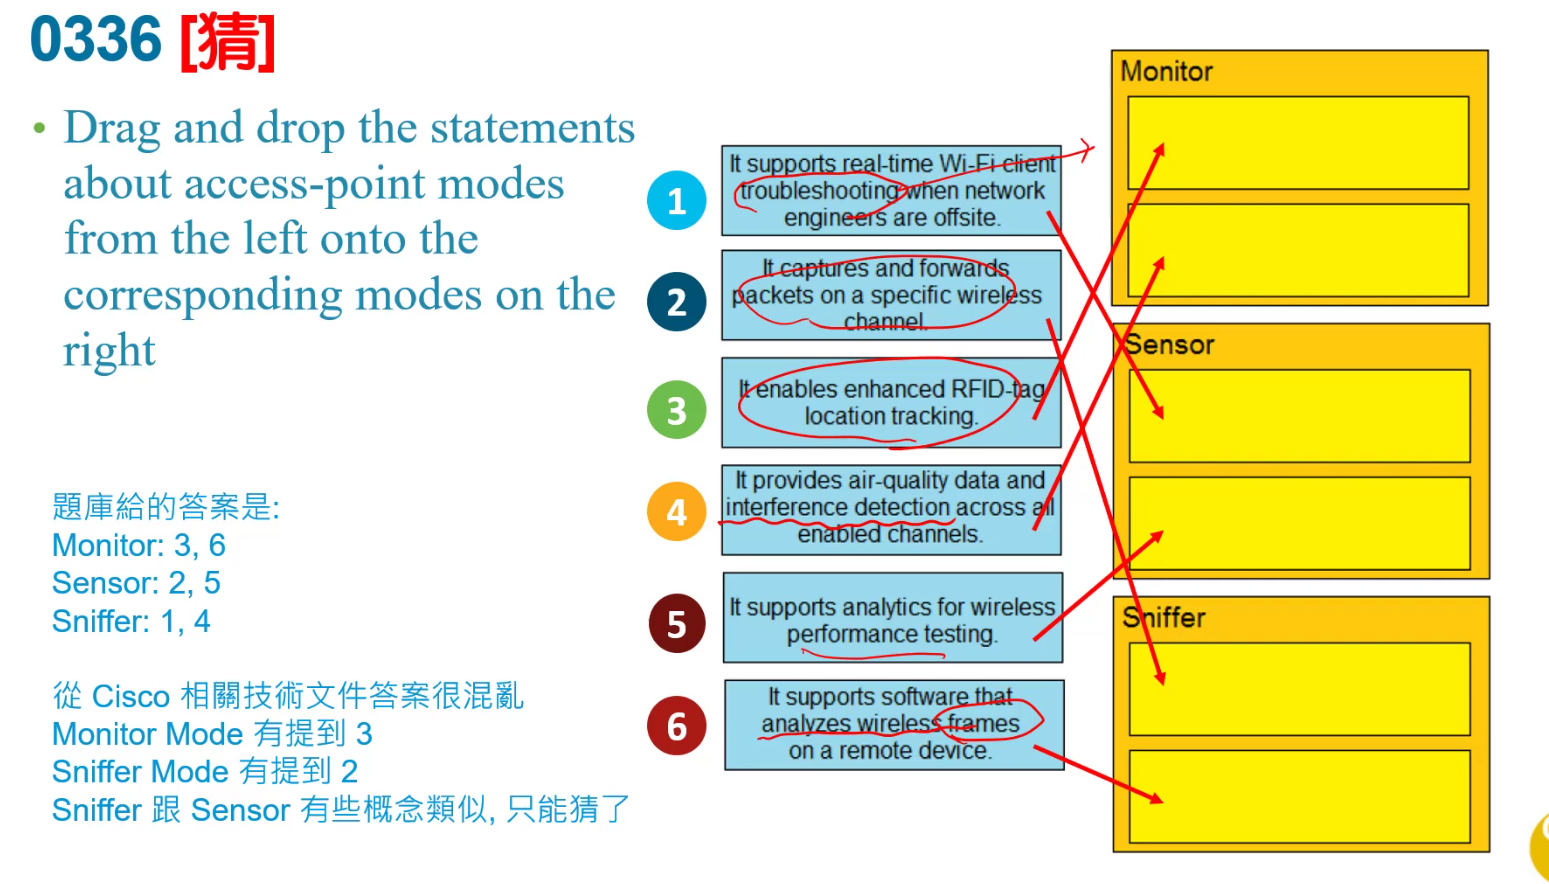 0336 [猜]
• Drag and drop the statements
about access-point modes
from the left onto the
corresponding modes on the
right
題庫給的答案是:
Monitor: 3, 6
Sensor: 2, 5
Sniffer: 1, 4
從 Cisco 相關技術文件答案很混亂
Monitor Mode 有提到 3
Sniffer Mode 有提到 2
Sniffer 跟 Sensor 有些概念類似, 只能猜了
1
It supports real-time Wi-Fi client
troubleshooting when network
engineers are offsite.
2
It captures and forwards
packets on a specific wireless
channel.
3
It enables enhanced RFID-tag
location tracking.
4
It provides air-quality data and
interference detection across all
enabled channels.
5
It supports analytics for wireless
performance testing.
6
It supports software that
analyzes wireless frames
on a remote device.
Monitor
Sensor
Sniffer